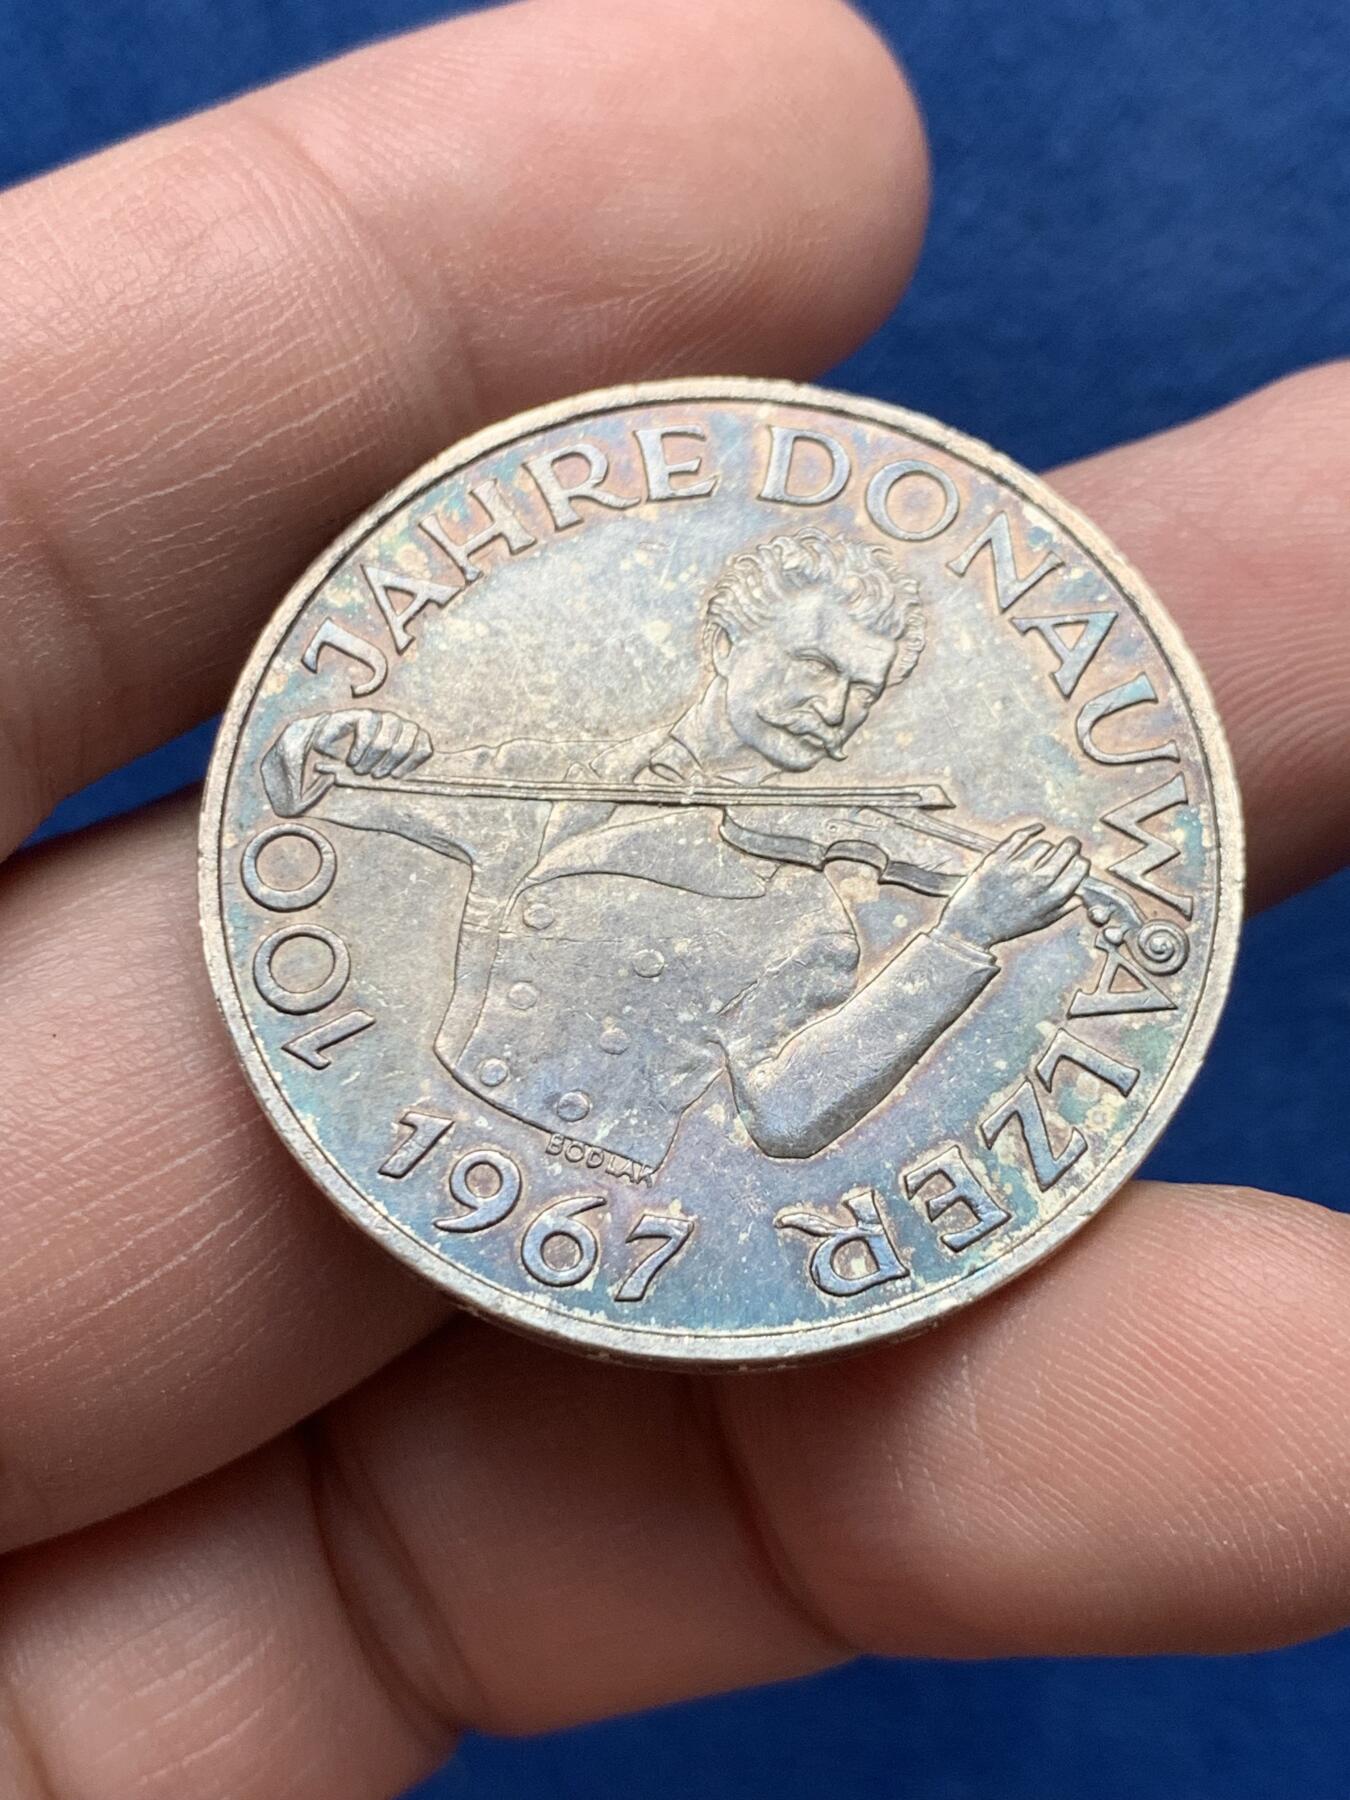 100 JAHRE DONAUWALZER
1967
BODLAK